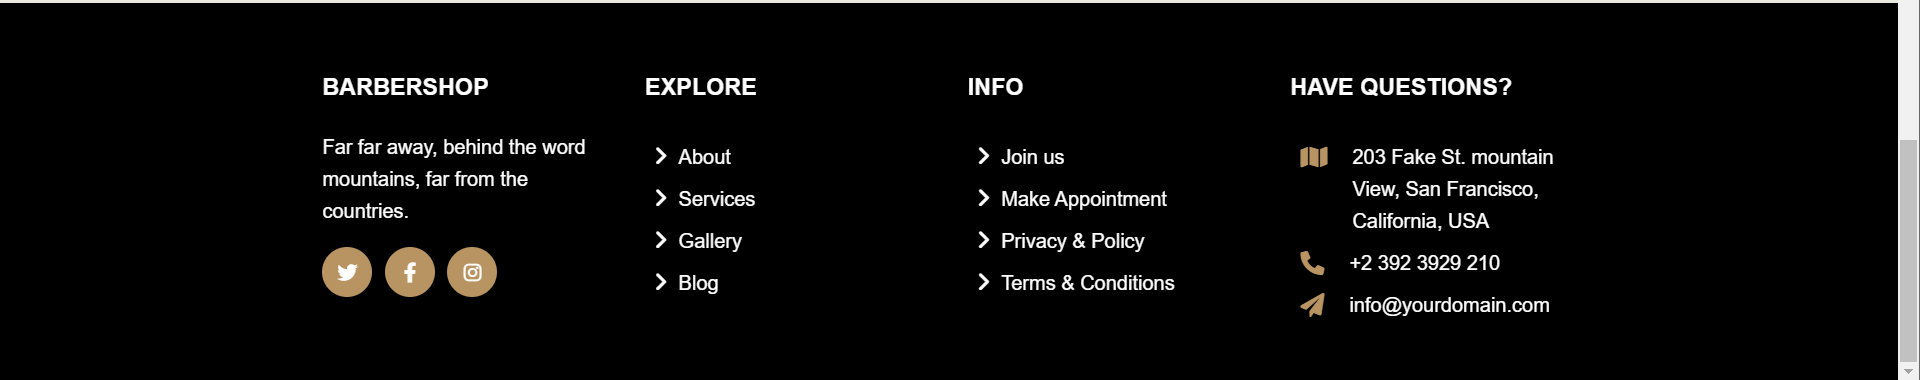 BARBERSHOP
Far far away, behind the word
mountains, far from the
countries.
EXPLORE
About
Services
Gallery
Blog
INFO
Join us
Make Appointment
Privacy & Policy
Terms & Conditions
HAVE QUESTIONS?
203 Fake St. mountain
View, San Francisco,
California, USA
+2 392 3929 210
info@yourdomain.com